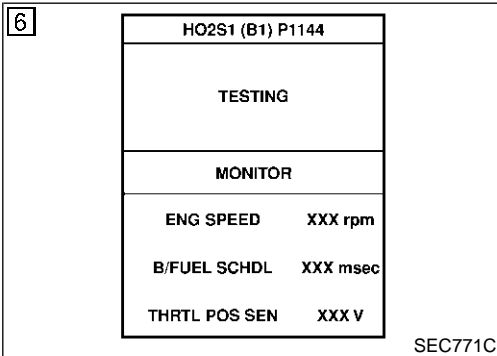 6
HO2S1 (B1) P1144
TESTING
MONITOR
ENG SPEED XXX rpm
B/FUEL SCHDL XXX msec
THRTL POS SEN XXX V
SEC771C